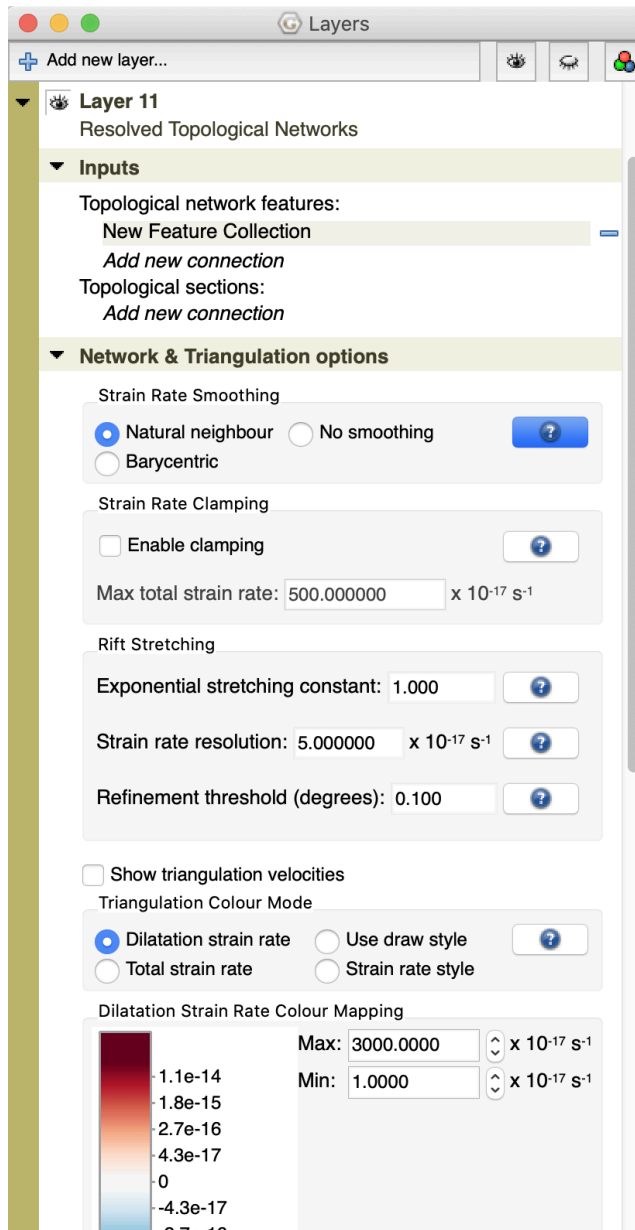 Layers
Add new layer...
Layer 11
Resolved Topological Networks
Inputs
Topological network features:
New Feature Collection
Add new connection
Topological sections:
Add new connection
Network & Triangulation options
Strain Rate Smoothing
Natural neighbour No smoothing
Barycentric
Strain Rate Clamping
Enable clamping
Max total strain rate: 500.000000 x 10⁻¹⁷ s⁻¹
Rift Stretching
Exponential stretching constant: 1.000
Strain rate resolution: 5.000000 x 10⁻¹⁷ s⁻¹
Refinement threshold (degrees): 0.100
Show triangulation velocities
Triangulation Colour Mode
Dilatation strain rate Use draw style
Total strain rate Strain rate style
Dilatation Strain Rate Colour Mapping
Max: 3000.0000 x 10⁻¹⁷ s⁻¹
Min: 1.0000 x 10⁻¹⁷ s⁻¹
1.1e-14
1.8e-15
2.7e-16
4.3e-17
0
-4.3e-17